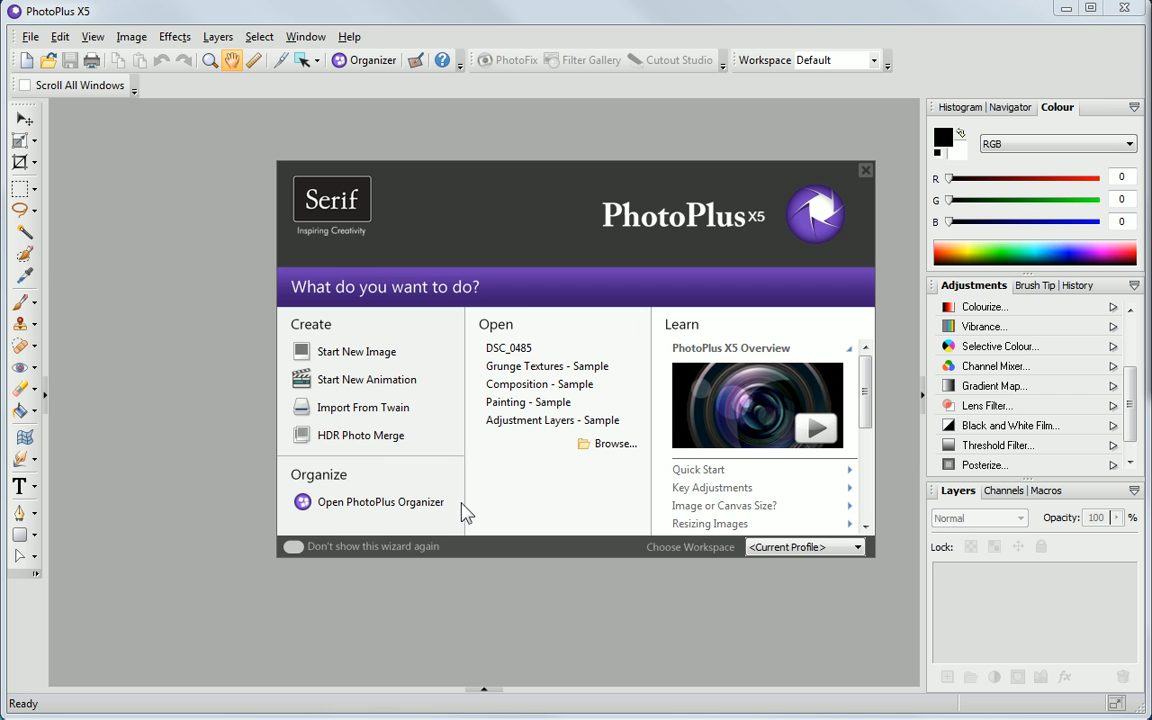 PhotoPlus X5
File Edit View Image Effects Layers Select Window Help
Organizer PhotoFix Filter Gallery Cutout Studio Workspace Default
Scroll All Windows
Histogram | Navigator Colour
RGB
R 0
G 0
B 0
Serif
Inspiring Creativity
PhotoPlus X5
What do you want to do?
Create
Start New Image
Start New Animation
Import From Twain
HDR Photo Merge
Organize
Open PhotoPlus Organizer
Open
DSC_0485
Grunge Textures - Sample
Composition - Sample
Painting - Sample
Adjustment Layers - Sample
Browse...
Learn
PhotoPlus X5 Overview
Quick Start
Key Adjustments
Image or Canvas Size?
Resizing Images
Don't show this wizard again
Choose Workspace <Current Profile>
Adjustments Brush Tip | History
Colourize...
Vibrance...
Selective Colour...
Channel Mixer...
Gradient Map...
Lens Filter...
Black and White Film...
Threshold Filter...
Posterize...
Layers Channels | Macros
Normal Opacity: 100 %
Lock:
Ready